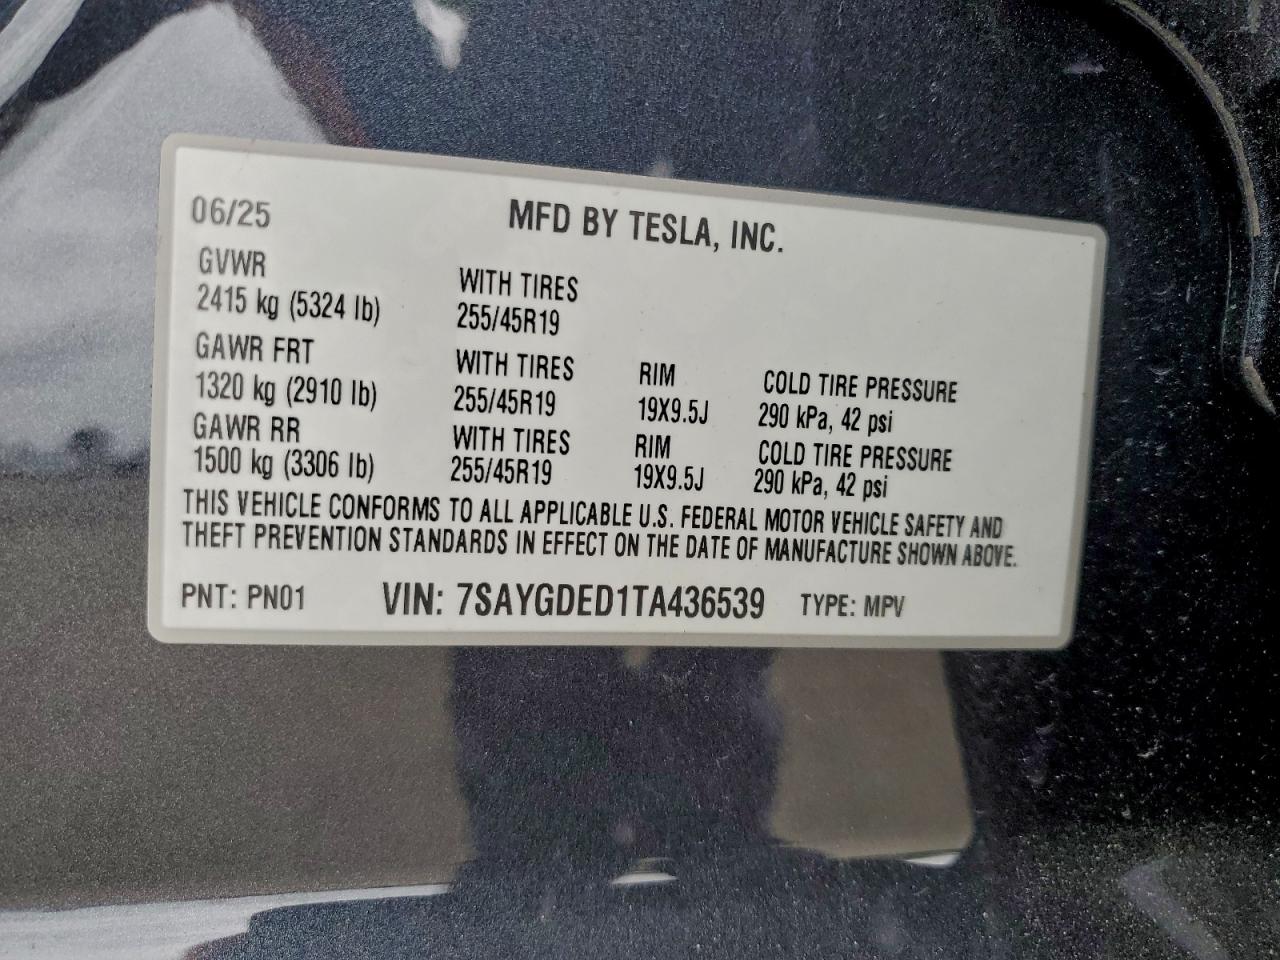 06/25 MFD BY TESLA, INC.
GVWR WITH TIRES
2415 kg (5324 lb) 255/45R19
GAWR FRT WITH TIRES RIM COLD TIRE PRESSURE
1320 kg (2910 lb) 255/45R19 19X9.5J 290 kPa, 42 psi
GAWR RR WITH TIRES RIM COLD TIRE PRESSURE
1500 kg (3306 lb) 255/45R19 19X9.5J 290 kPa, 42 psi
THIS VEHICLE CONFORMS TO ALL APPLICABLE U.S. FEDERAL MOTOR VEHICLE SAFETY AND
THEFT PREVENTION STANDARDS IN EFFECT ON THE DATE OF MANUFACTURE SHOWN ABOVE.
PNT: PN01 VIN: 7SAYGDED1TA436539 TYPE: MPV